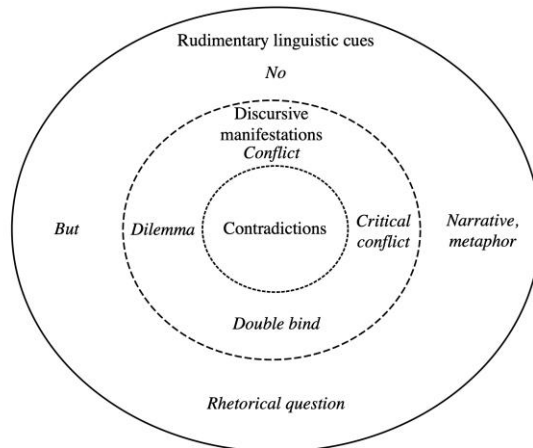 Rudimentary linguistic cues
No
Discursive
manifestations
Conflict
But
Dilemma
Contradictions
Critical
conflict
Narrative,
metaphor
Double bind
Rhetorical question